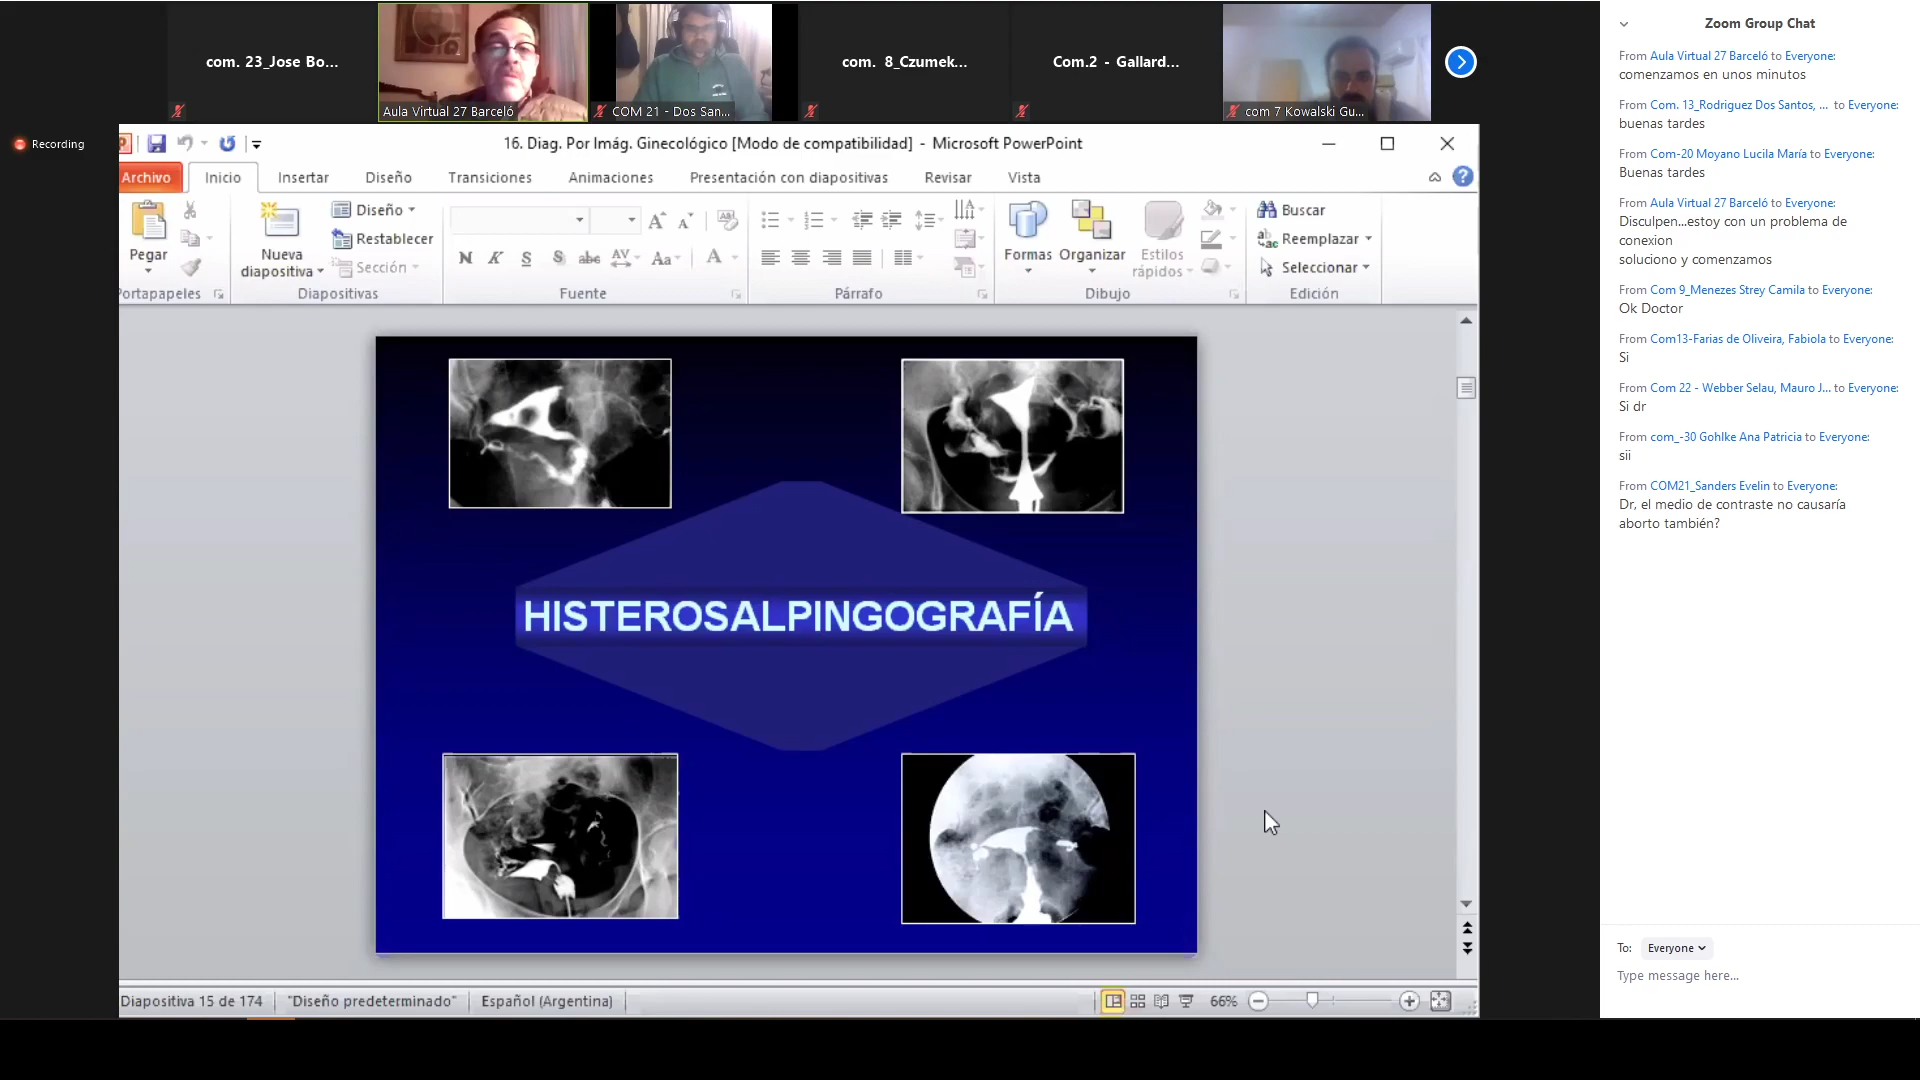 com. 23_Jose Bo...
Aula Virtual 27 Barceló
COM 21 - Dos San...
com. 8_Czumek...
Com.2 - Gallard...
com 7 Kowalski Gu...
Recording
16. Diag. Por Imág. Ginecológico [Modo de compatibilidad] - Microsoft PowerPoint
Archivo
Inicio
Insertar
Diseño
Transiciones
Animaciones
Presentación con diapositivas
Revisar
Vista
Pegar
Portapapeles
Nueva
diapositiva
Diseño
Restablecer
Sección
Diapositivas
N K S S abc AV Aa A
Fuente
Párrafo
Formas
Organizar
Estilos
rápidos
Dibujo
Buscar
Reemplazar
Seleccionar
Edición
HISTEROSALPINGOGRAFÍA
Diapositiva 15 de 174
"Diseño predeterminado"
Español (Argentina)
66%
Zoom Group Chat
From Aula Virtual 27 Barceló to Everyone:
comenzamos en unos minutos
From Com. 13_Rodriguez Dos Santos, ... to Everyone:
buenas tardes
From Com-20 Moyano Lucila María to Everyone:
Buenas tardes
From Aula Virtual 27 Barceló to Everyone:
Disculpen...estoy con un problema de
conexion
soluciono y comenzamos
From Com 9_Menezes Strey Camila to Everyone:
Ok Doctor
From Com13-Farias de Oliveira, Fabiola to Everyone:
Si
From Com 22 - Webber Selau, Mauro J... to Everyone:
Si dr
From com_-30 Gohlke Ana Patricia to Everyone:
sii
From COM21_Sanders Evelin to Everyone:
Dr, el medio de contraste no causaría
aborto también?
To: Everyone
Type message here...